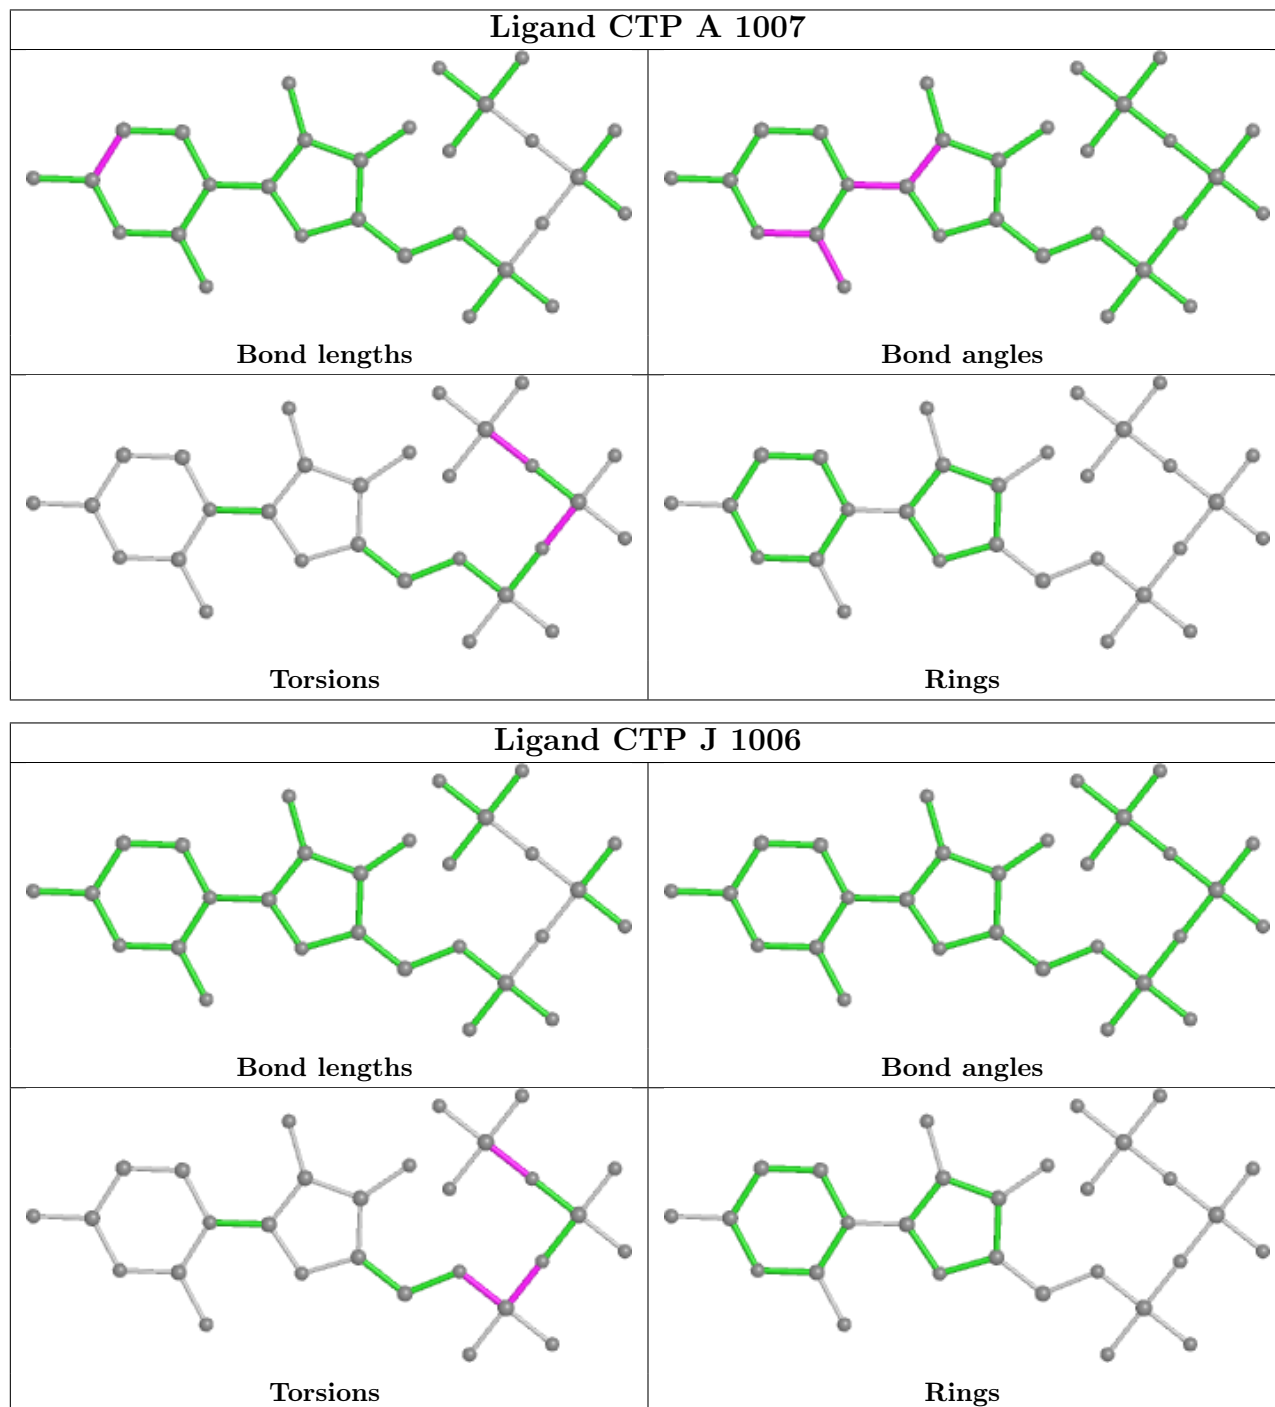 Ligand CTP A 1007
Bond lengths
Bond angles
Torsions
Rings
Ligand CTP J 1006
Bond lengths
Bond angles
Torsions
Rings